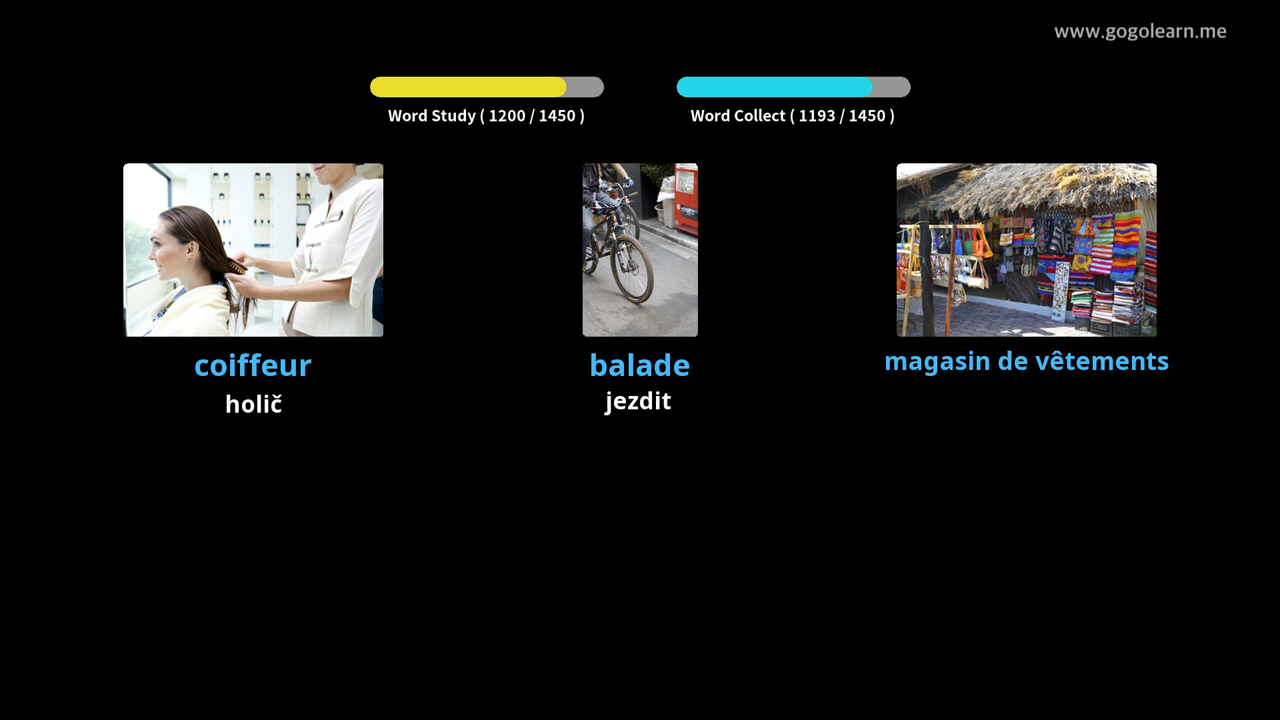 www.gogolearn.me
Word Study ( 1200 / 1450 )
Word Collect ( 1193 / 1450 )
coiffeur
holič
balade
jezdit
magasin de vêtements